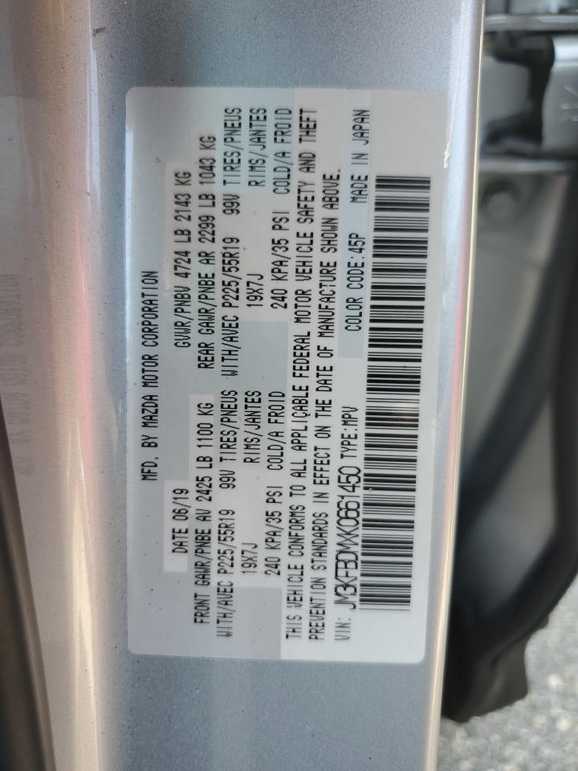 MFD. BY MAZDA MOTOR CORPORATION
DATE 06/19 GVWR/PNBV 4724 LB 2143 KG
FRONT GAWR/PNBE AV 2425 LB 1100 KG REAR GAWR/PNBE AR 2299 LB 1043 KG
WITH/AVEC P225/55R19 99V TIRES/PNEUS WITH/AVEC P225/55R19 99V TIRES/PNEUS
19X7J RIMS/JANTES 19X7J RIMS/JANTES
240 KPA/35 PSI COLD/A FROID 240 KPA/35 PSI COLD/A FROID
THIS VEHICLE CONFORMS TO ALL APPLICABLE FEDERAL MOTOR VEHICLE SAFETY AND THEFT
PREVENTION STANDARDS IN EFFECT ON THE DATE OF MANUFACTURE SHOWN ABOVE.
VIN: JM3KFBDMXK0661450 TYPE:MPV COLOR CODE:45P MADE IN JAPAN